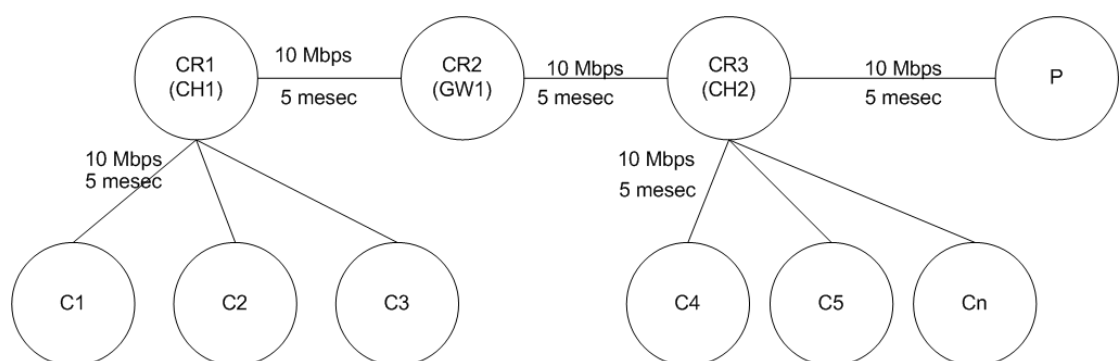 CR1
(CH1)
10 Mbps
5 mesec
CR2
(GW1)
10 Mbps
5 mesec
CR3
(CH2)
10 Mbps
5 mesec
P
10 Mbps
5 mesec
10 Mbps
5 mesec
C1
C2
C3
C4
C5
Cn